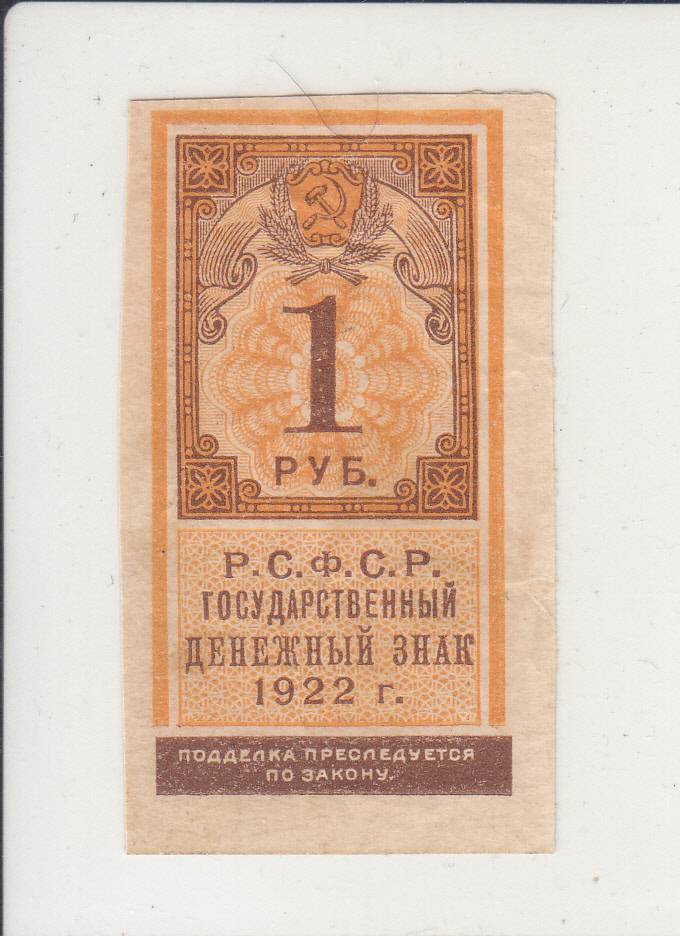 1
РУБ.
Р.С.Ф.С.Р.
ГОСУДАРСТВЕННЫЙ
ДЕНЕЖНЫЙ ЗНАК
1922 г.
ПОДДЕЛКА ПРЕСЛЕДУЕТСЯ
ПО ЗАКОНУ.